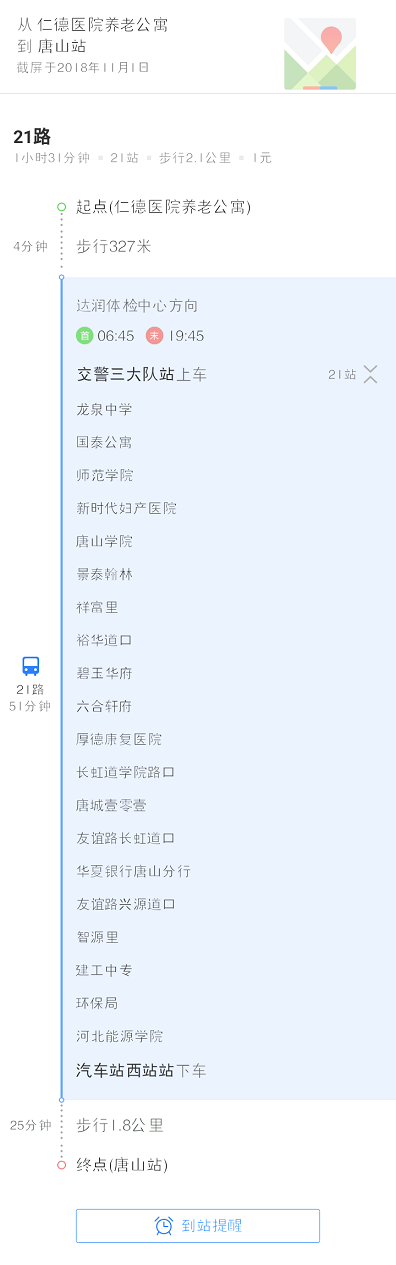 从 仁德医院养老公寓
到 唐山站
截屏于2018年11月1日
21路
1小时31分钟 21站 步行2.1公里 1元
起点(仁德医院养老公寓)
4分钟 步行327米
达润体检中心方向
首 06:45 末 19:45
交警三大队站上车 21站
龙泉中学
国泰公寓
师范学院
新时代妇产医院
唐山学院
景泰翰林
祥富里
裕华道口
碧玉华府
六合轩府
厚德康复医院
长虹道学院路口
唐城壹零壹
友谊路长虹道口
华夏银行唐山分行
友谊路兴源道口
智源里
建工中专
环保局
河北能源学院
21路
51分钟
汽车站西站站下车
25分钟 步行1.8公里
终点(唐山站)
到站提醒